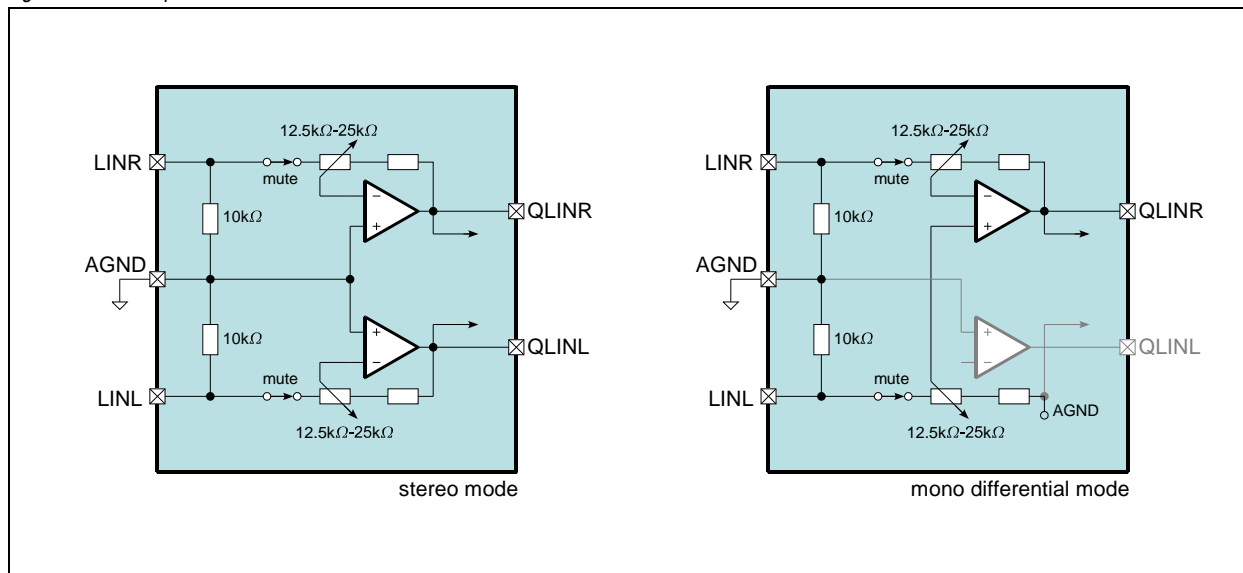 12.5kΩ-25kΩ
LINR
mute
−
10kΩ
+
QLINR
AGND
10kΩ
+
−
QLINL
mute
LINL
12.5kΩ-25kΩ
stereo mode
12.5kΩ-25kΩ
LINR
mute
−
10kΩ
+
QLINR
AGND
10kΩ
+
−
QLINL
mute
LINL
AGND
12.5kΩ-25kΩ
mono differential mode